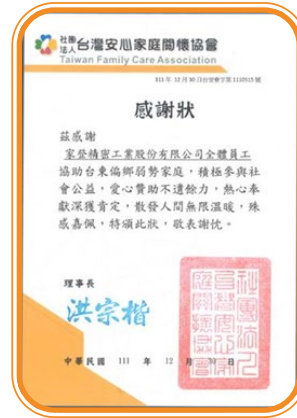 社團法人台灣安心家庭關懷協會
Taiwan Family Care Association
感謝狀
茲感謝
家登精密工業股份有限公司全體員工
協助台東偏鄉弱勢家庭,積極參與社
會公益,愛心贊助不遺餘力,熱心奉
獻深獲肯定,散發人間無限溫暖,殊
感嘉佩,特頒此狀,敬表謝忱。
理事長
洪宗楷
中華民國 111 年 12 月 30 日